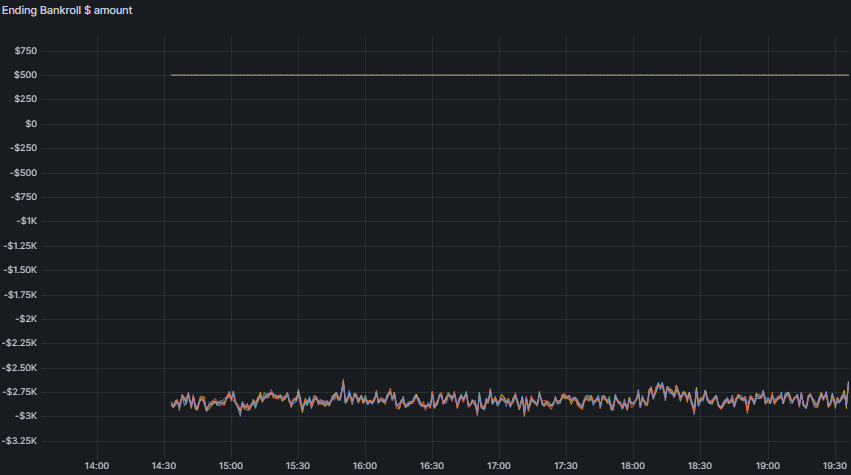 Ending Bankroll $ amount
$750
$500
$250
$0
-$250
-$500
-$750
-$1K
-$1.25K
-$1.50K
-$1.75K
-$2K
-$2.25K
-$2.50K
-$2.75K
-$3K
-$3.25K
14:00 14:30 15:00 15:30 16:00 16:30 17:00 17:30 18:00 18:30 19:00 19:30